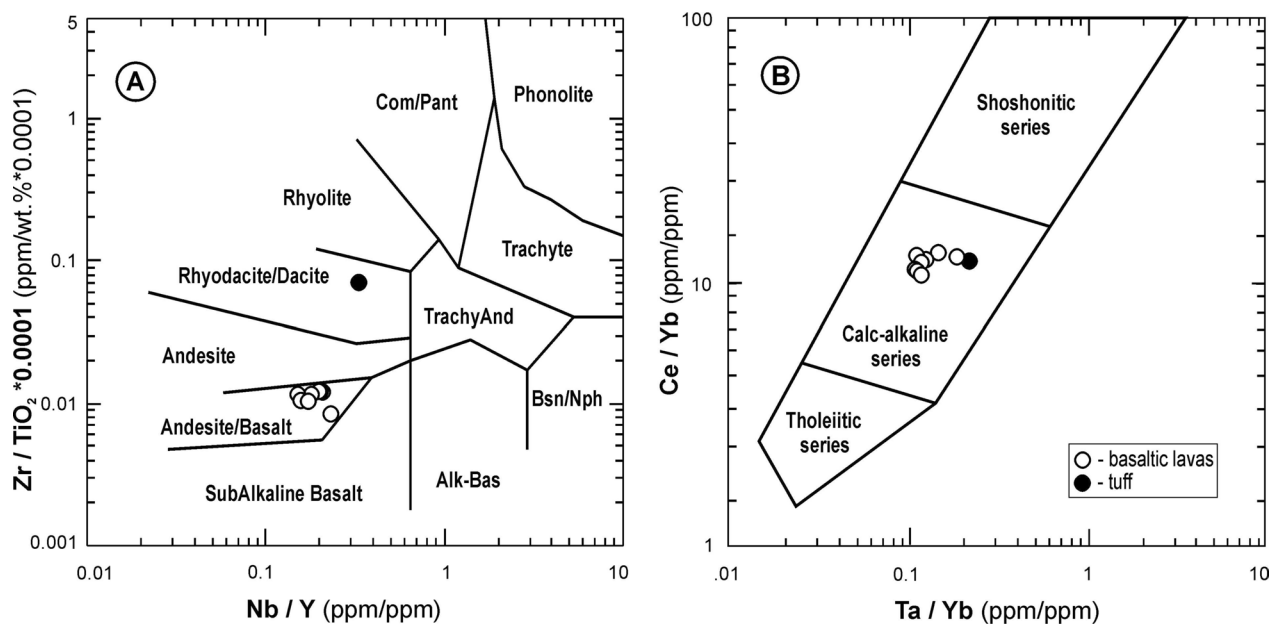 A
5
1
0.1
0.01
0.001
Zr / TiO₂ *0.0001 (ppm/wt.%*0.0001)
Com/Pant
Phonolite
Rhyolite
Trachyte
Rhyodacite/Dacite
TrachyAnd
Andesite
Bsn/Nph
Andesite/Basalt
SubAlkaline Basalt
Alk-Bas
0.01
0.1
1
10
Nb / Y (ppm/ppm)
B
100
10
1
Ce / Yb (ppm/ppm)
Shoshonitic
series
Calc-alkaline
series
Tholeiitic
series
- basaltic lavas
- tuff
.01
0.1
1
10
Ta / Yb (ppm/ppm)